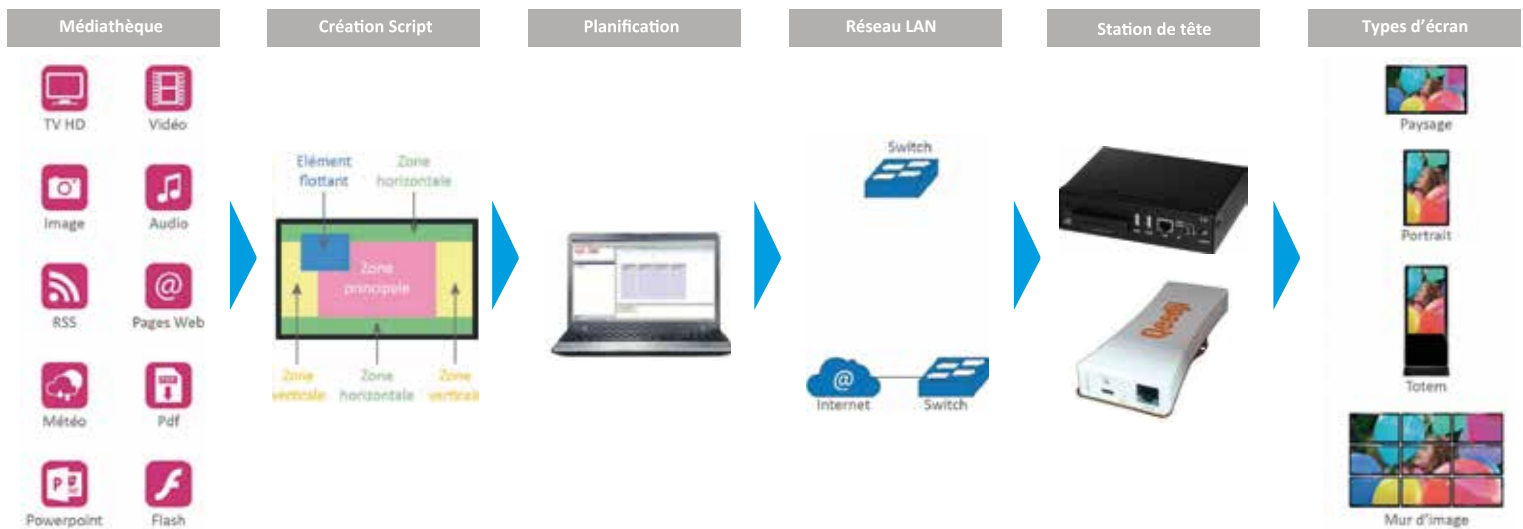 Médiathèque
Création Script
Planification
Réseau LAN
Station de tête
Types d'écran
TV HD
Vidéo
Image
Audio
RSS
Pages Web
Météo
Pdf
Powerpoint
Flash
Elément
flottant
Zone
horizontale
Zone
principale
Zone
verticale
Zone
horizontale
Zone
verticale
Switch
Internet
Switch
Qeedji
Paysage
Portrait
Totem
Mur d'image